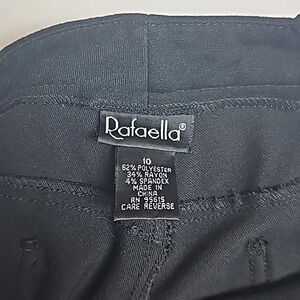 Rafaella®
10
62% POLYESTER
34% RAYON
4% SPANDEX
MADE IN
CHINA
RN 95615
CARE REVERSE